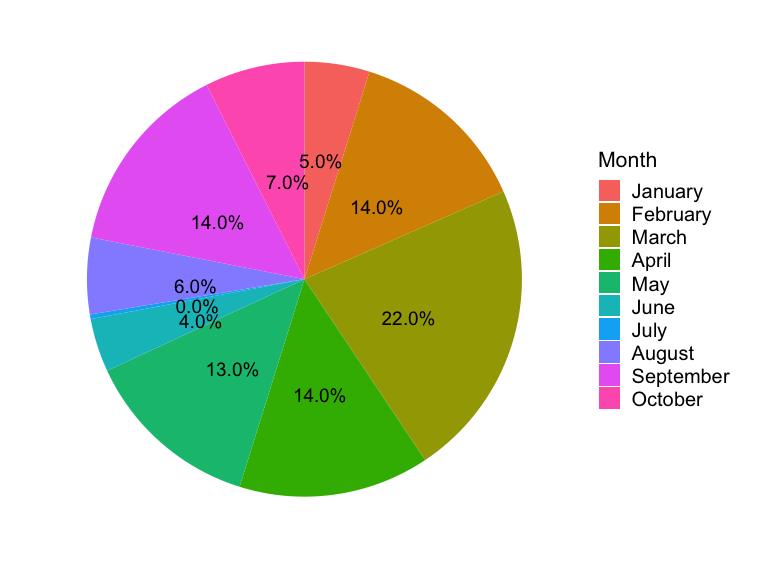 5.0%
7.0%
14.0%
14.0%
6.0%
0.0%
4.0%
22.0%
13.0%
14.0%
Month
January
February
March
April
May
June
July
August
September
October